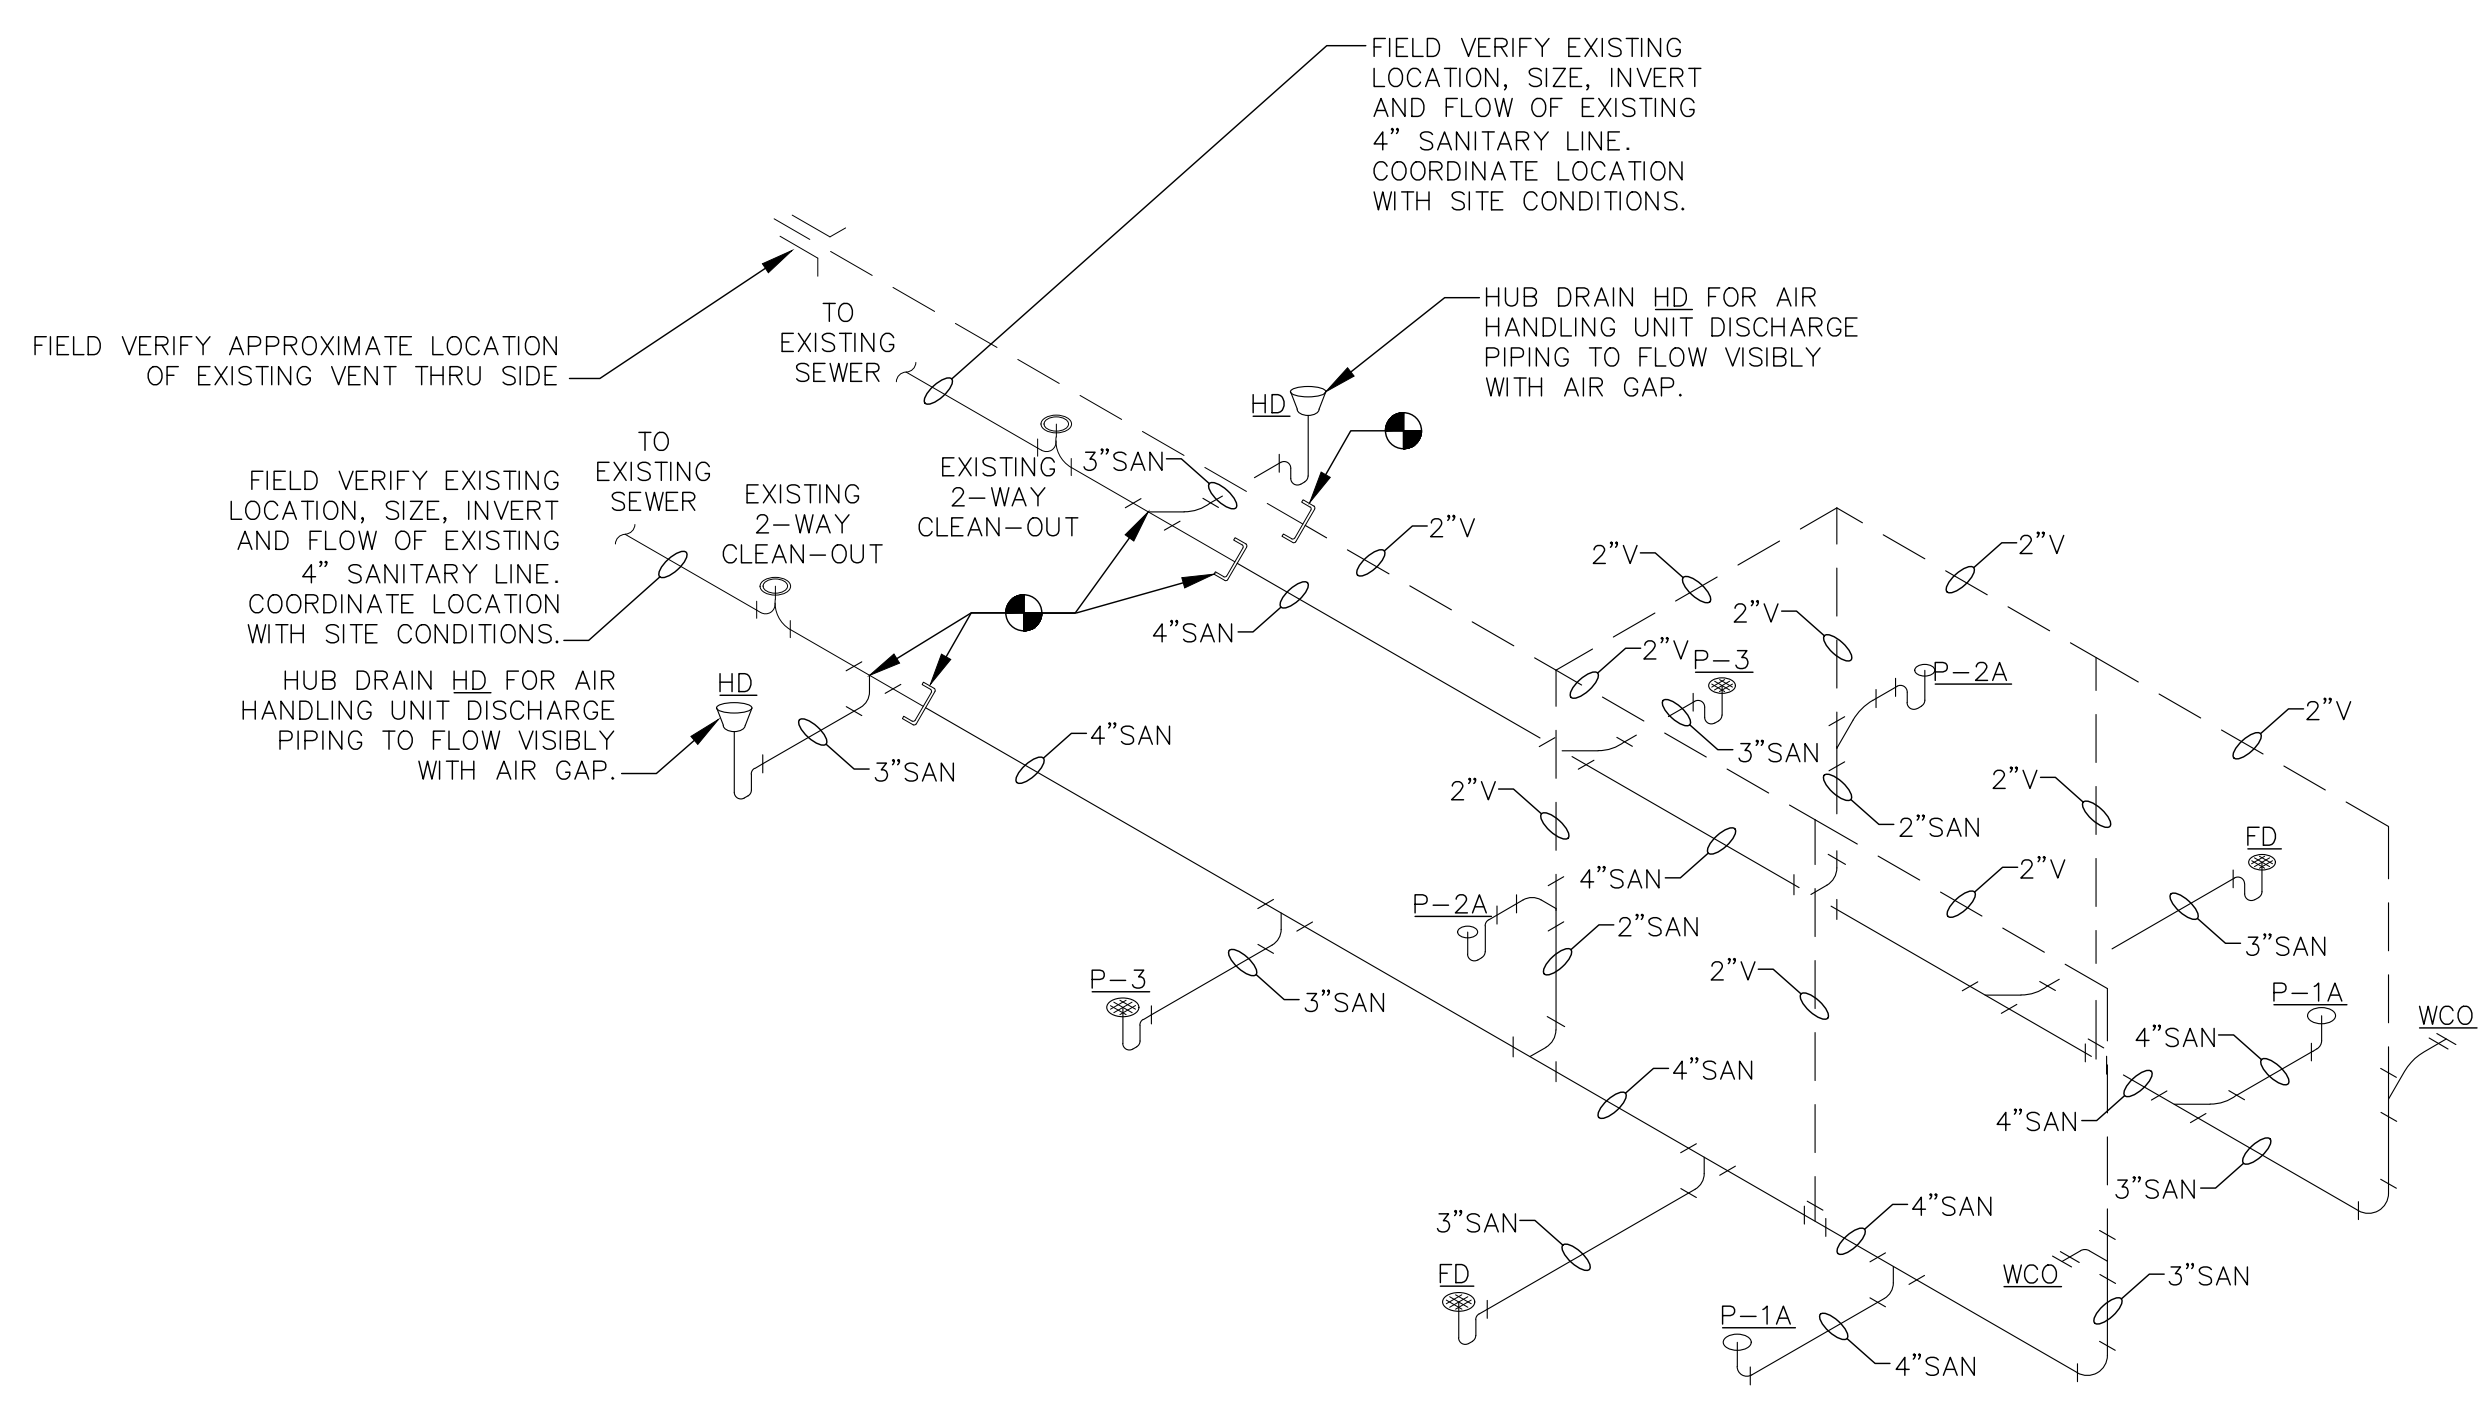 FIELD VERIFY EXISTING
LOCATION, SIZE, INVERT
AND FLOW OF EXISTING
4” SANITARY LINE.
COORDINATE LOCATION
WITH SITE CONDITIONS.
HUB DRAIN HD FOR AIR
HANDLING UNIT DISCHARGE
PIPING TO FLOW VISIBLY
WITH AIR GAP.
FIELD VERIFY APPROXIMATE LOCATION
OF EXISTING VENT THRU SIDE
TO
EXISTING
SEWER
HD
TO
EXISTING
SEWER
FIELD VERIFY EXISTING
LOCATION, SIZE, INVERT
AND FLOW OF EXISTING
4” SANITARY LINE.
COORDINATE LOCATION
WITH SITE CONDITIONS.
EXISTING
2-WAY
CLEAN-OUT
EXISTING
2-WAY
CLEAN-OUT
3”SAN
2”V
2”V
2”V
4”SAN
2”V
2”V
P-3
P-2A
HUB DRAIN HD FOR AIR
HANDLING UNIT DISCHARGE
PIPING TO FLOW VISIBLY
WITH AIR GAP.
HD
3”SAN
4”SAN
3”SAN
2”V
2”V
2”V
2”SAN
FD
4”SAN
2”V
P-2A
2”SAN
3”SAN
P-3
3”SAN
2”V
P-1A
WCO
4”SAN
4”SAN
4”SAN
3”SAN
4”SAN
3”SAN
FD
WCO
3”SAN
P-1A
4”SAN